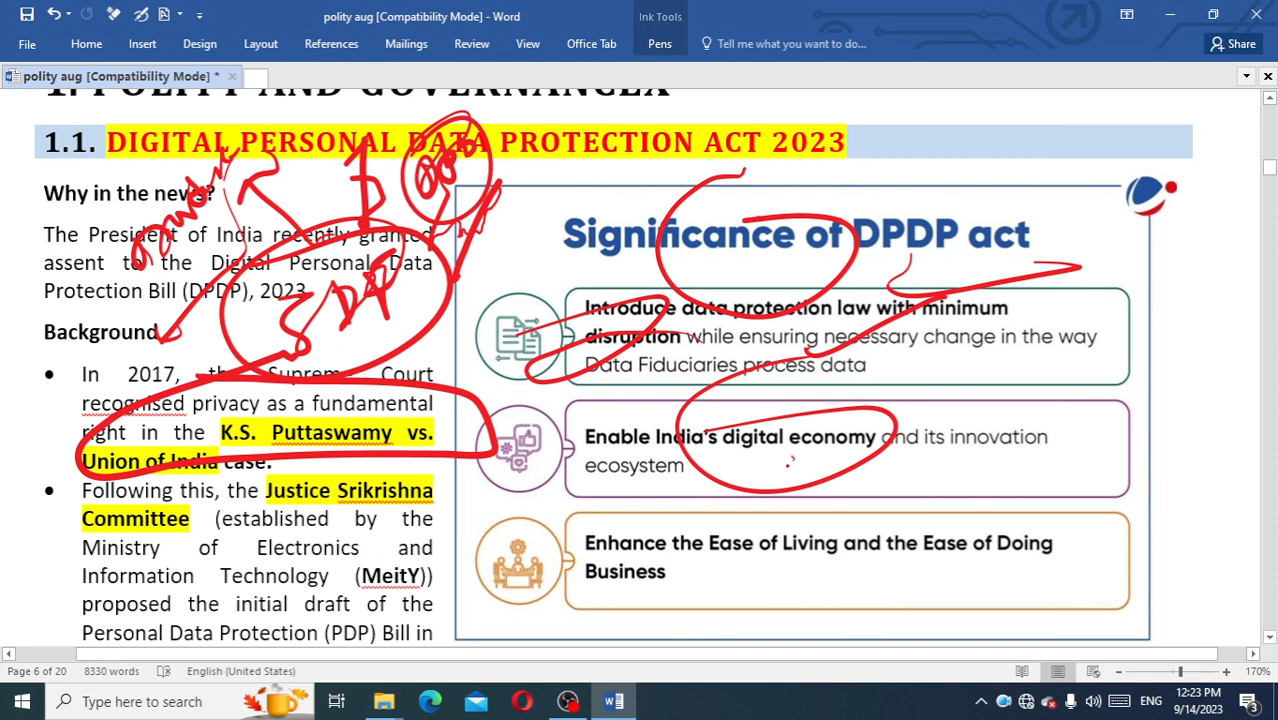 polity aug [Compatibility Mode] - Word
Ink Tools
File Home Insert Design Layout References Mailings Review View Office Tab Pens Tell me what you want to do... Share
polity aug [Compatibility Mode] *
1. POLITY AND GOVERNANCEX
1.1. DIGITAL PERSONAL DATA PROTECTION ACT 2023
Why in the news?
The President of India recently granted
assent to the Digital Personal Data
Protection Bill (DPDP), 2023
Background
• In 2017, the Supreme Court
recognised privacy as a fundamental
right in the K.S. Puttaswamy vs.
Union of India case.
• Following this, the Justice Srikrishna
Committee (established by the
Ministry of Electronics and
Information Technology (MeitY))
proposed the initial draft of the
Personal Data Protection (PDP) Bill in
Significance of DPDP act
Introduce data protection law with minimum
disruption while ensuring necessary change in the way
Data Fiduciaries process data
Enable India's digital economy and its innovation
ecosystem
Enhance the Ease of Living and the Ease of Doing
Business
Page 6 of 20 8330 words English (United States) 170%
Type here to search
ENG
12:23 PM
9/14/2023
3